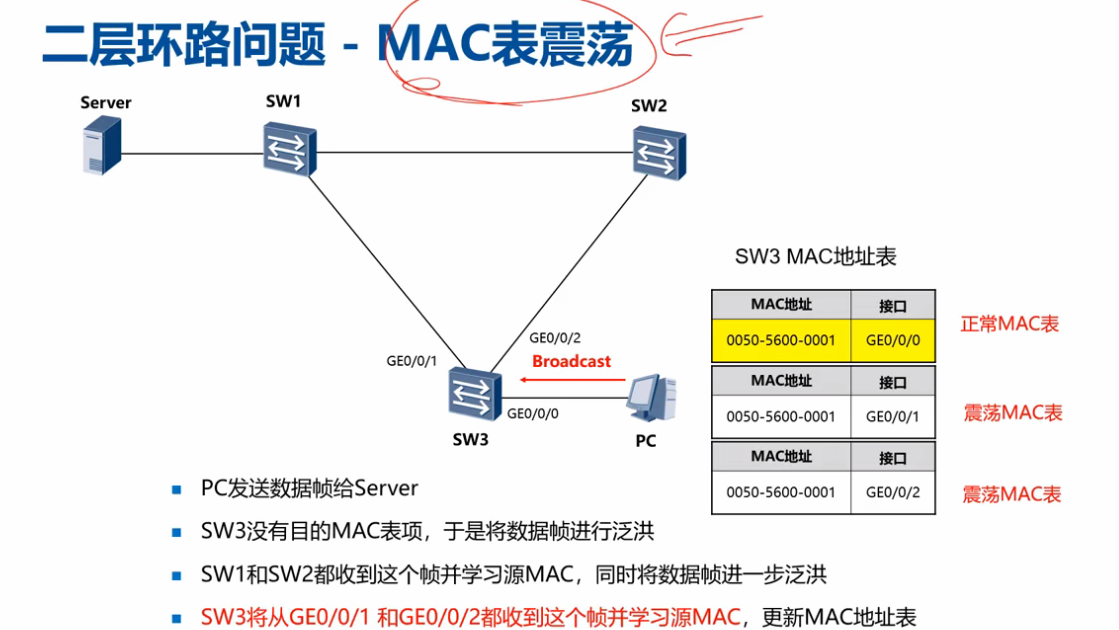 二层环路问题 - MAC表震荡
Server
SW1
SW2
SW3 MAC地址表
MAC地址 接口
0050-5600-0001 GE0/0/0
正常MAC表
MAC地址 接口
0050-5600-0001 GE0/0/1
震荡MAC表
MAC地址 接口
0050-5600-0001 GE0/0/2
震荡MAC表
GE0/0/2
GE0/0/1
Broadcast
GE0/0/0
SW3
PC
PC发送数据帧给Server
SW3没有目的MAC表项，于是将数据帧进行泛洪
SW1和SW2都收到这个帧并学习源MAC，同时将数据帧进一步泛洪
SW3将从GE0/0/1 和GE0/0/2都收到这个帧并学习源MAC，更新MAC地址表